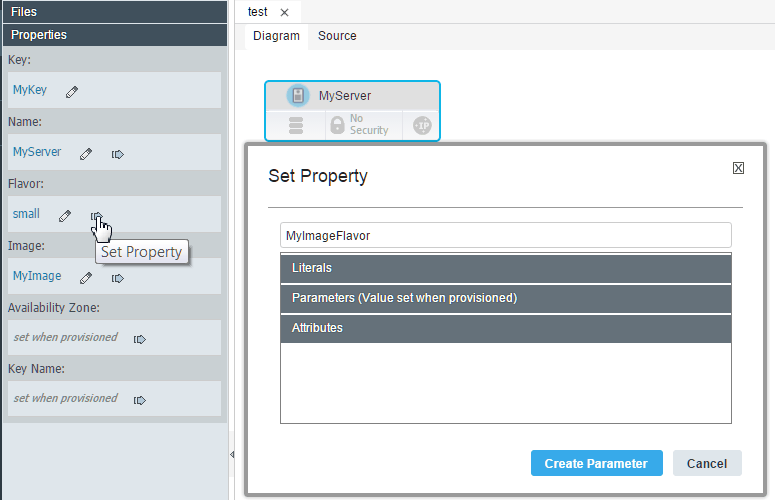 Files
Properties
Key:
MyKey
Name:
MyServer
Flavor:
small
Set Property
Image:
MyImage
Availability Zone:
set when provisioned
Key Name:
set when provisioned
test
Diagram
Source
MyServer
No
Security
IP
Set Property
MyImageFlavor
Literals
Parameters (Value set when provisioned)
Attributes
Create Parameter
Cancel